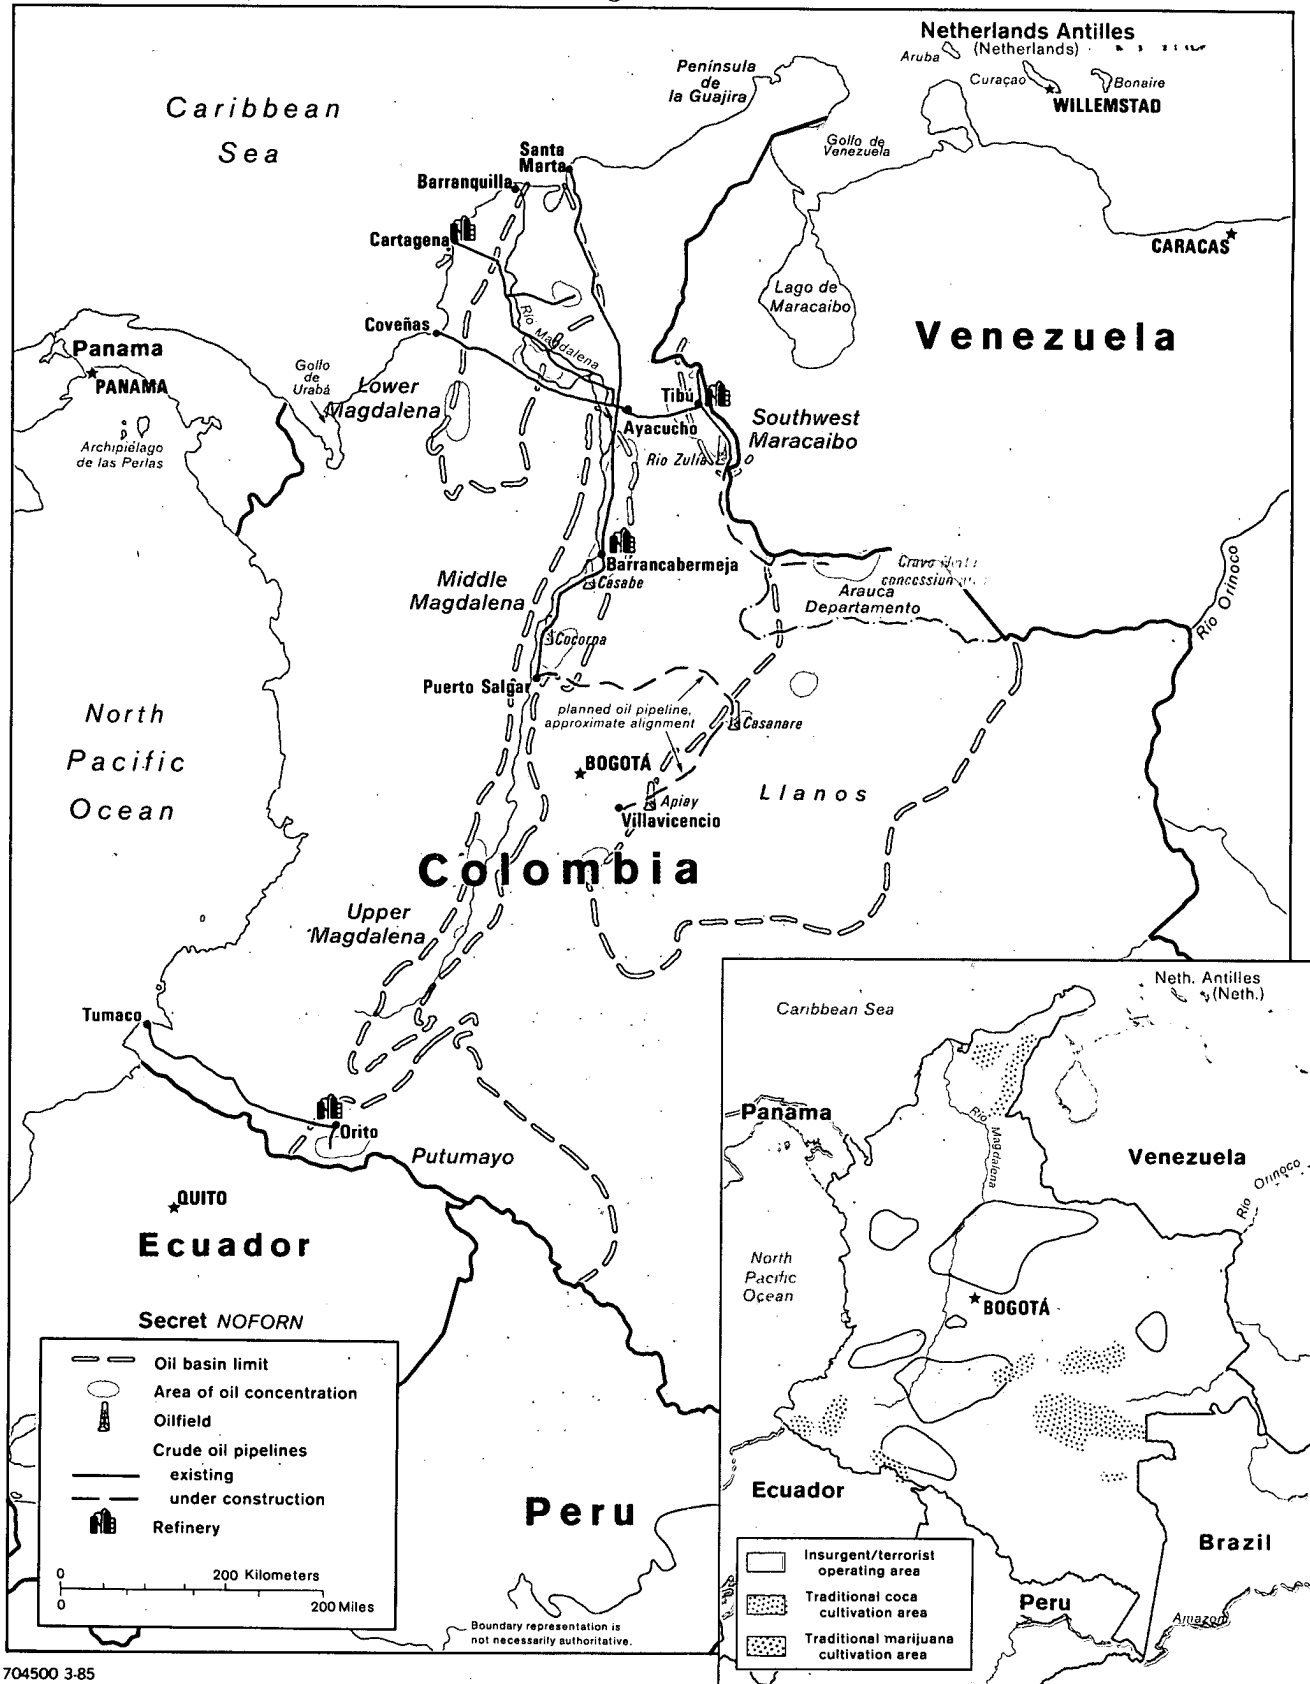 Netherlands Antilles
(Netherlands)
Aruba
Curaçao
Bonaire
WILLEMSTAD
Península
de
la Guajira
Caribbean
Sea
Golfo de
Venezuela
Santa
Marta
Barranquilla
Cartagena
CARACAS
Lago de
Maracaibo
Coveñas
Río Magdalena
Venezuela
Panama
PANAMA
Golfo
de
Urabá
Lower
Magdalena
Tibú
Ayacucho
Southwest
Maracaibo
Archipiélago
de las Perlas
Rio Zulia
Barrancabermeja
Casabe
Cravo
concession
Arauca
Departamento
Río Orinoco
Middle
Magdalena
Cocorna
Puerto Salgar
planned oil pipeline,
approximate alignment
Casanare
North
Pacific
Ocean
BOGOTÁ
Llanos
Apiay
Villavicencio
Colombia
Upper
Magdalena
Tumaco
Orito
Putumayo
QUITO
Ecuador
Peru
Secret NOFORN
Oil basin limit
Area of oil concentration
Oilfield
Crude oil pipelines
existing
under construction
Refinery
0 200 Kilometers
0 200 Miles
Boundary representation is
not necessarily authoritative.
Neth. Antilles
(Neth.)
Caribbean Sea
Panama
Río
Magdalena
Venezuela
Río Orinoco
North
Pacific
Ocean
BOGOTÁ
Ecuador
Brazil
Peru
Amazon
Insurgent/terrorist
operating area
Traditional coca
cultivation area
Traditional marijuana
cultivation area
704500 3-85